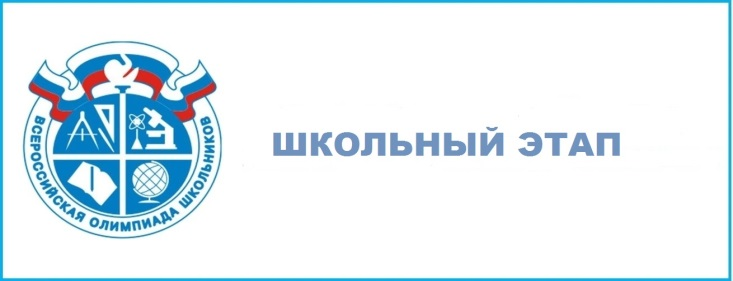 ВСЕРОССИЙСКАЯ ОЛИМПИАДА ШКОЛЬНИКОВ
ШКОЛЬНЫЙ ЭТАП